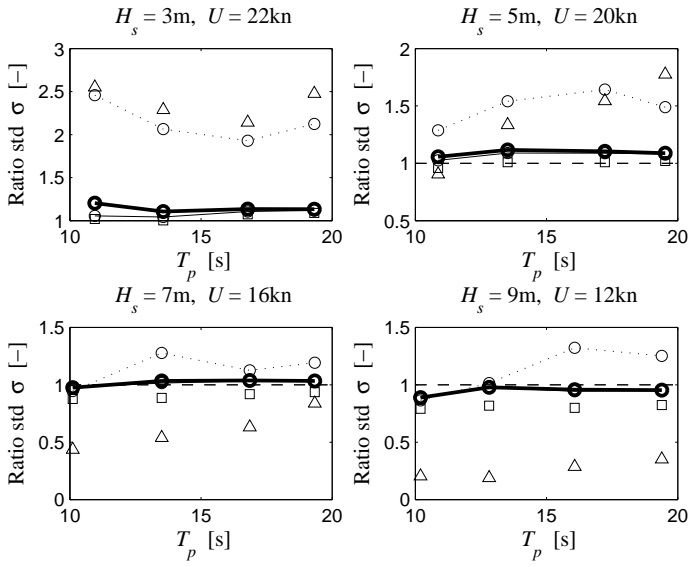 H_s = 3m, U = 22kn
3
2.5
2
1.5
1
Ratio std σ [−]
10 15 20
T_p [s]
H_s = 5m, U = 20kn
2
1.5
1
0.5
Ratio std σ [−]
10 15 20
T_p [s]
H_s = 7m, U = 16kn
1.5
1
0.5
0
Ratio std σ [−]
10 15 20
T_p [s]
H_s = 9m, U = 12kn
1.5
1
0.5
0
Ratio std σ [−]
10 15 20
T_p [s]